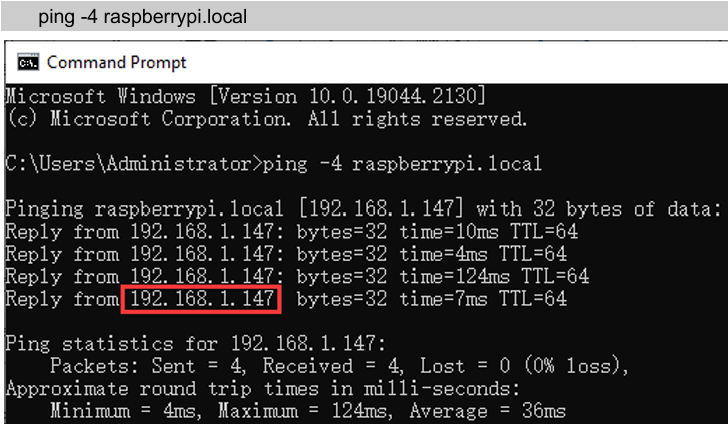 ping -4 raspberrypi.local
Command Prompt
Microsoft Windows [Version 10.0.19044.2130]
(c) Microsoft Corporation. All rights reserved.
C:\Users\Administrator>ping -4 raspberrypi.local
Pinging raspberrypi.local [192.168.1.147] with 32 bytes of data:
Reply from 192.168.1.147: bytes=32 time=10ms TTL=64
Reply from 192.168.1.147: bytes=32 time=4ms TTL=64
Reply from 192.168.1.147: bytes=32 time=124ms TTL=64
Reply from 192.168.1.147 bytes=32 time=7ms TTL=64
Ping statistics for 192.168.1.147:
Packets: Sent = 4, Received = 4, Lost = 0 (0% loss),
Approximate round trip times in milli-seconds:
Minimum = 4ms, Maximum = 124ms, Average = 36ms